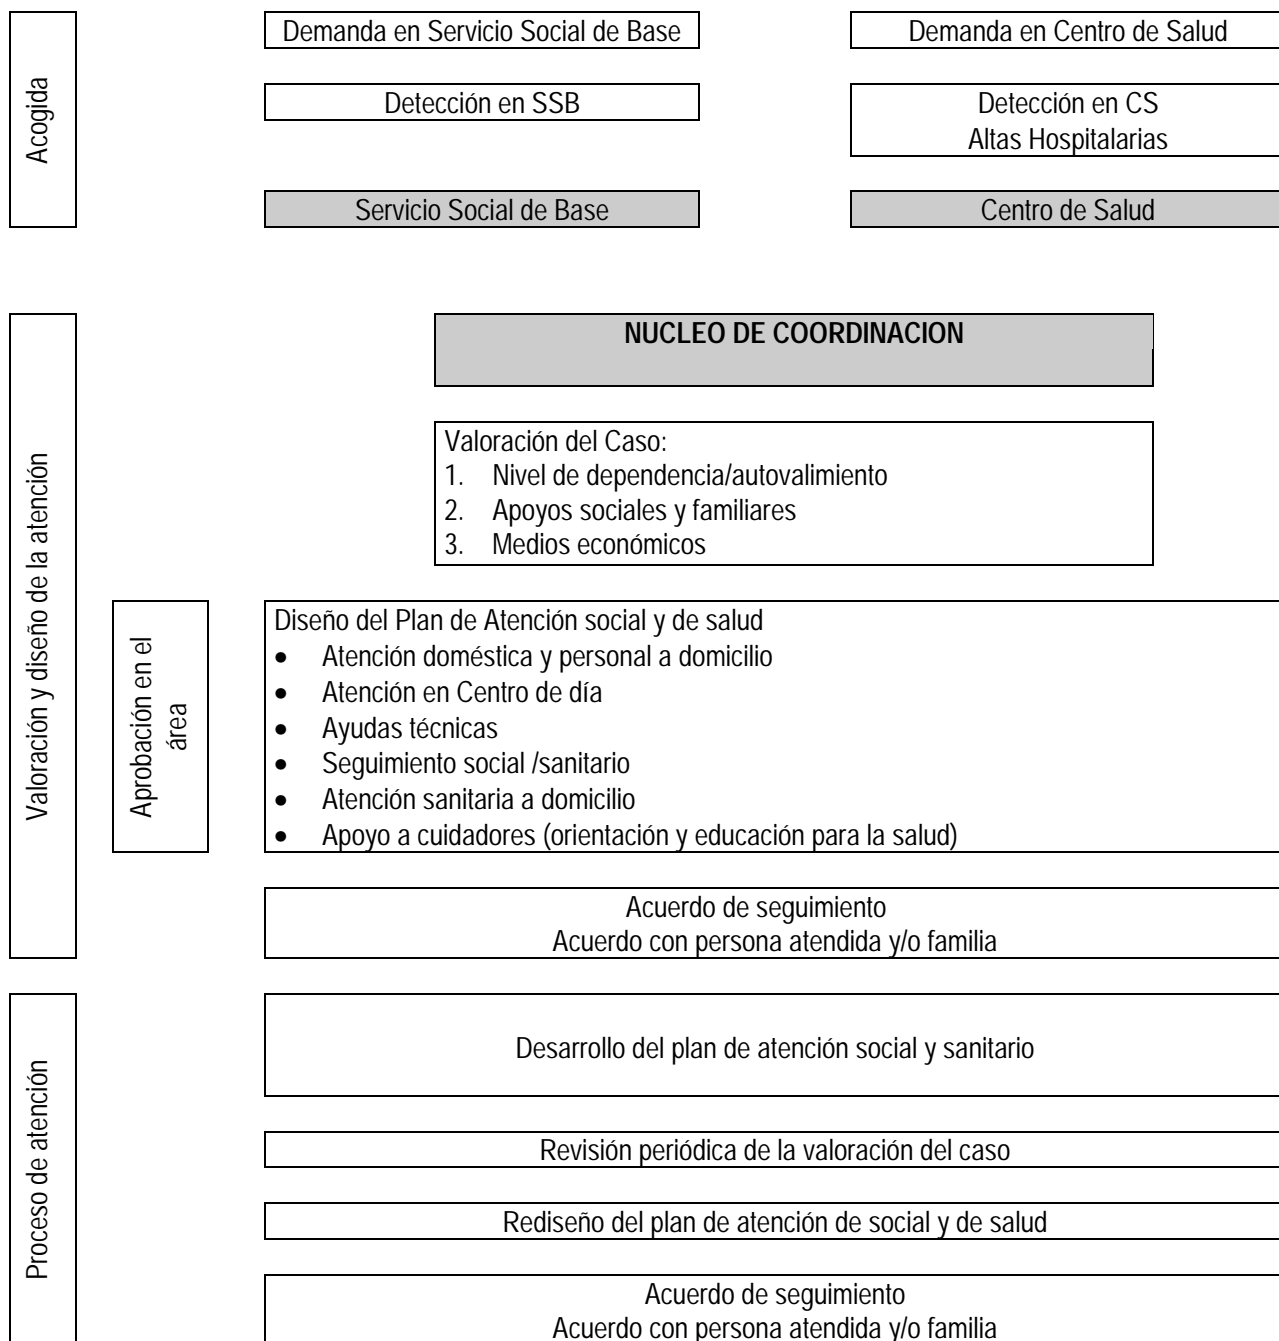 Acogida
Demanda en Servicio Social de Base
Demanda en Centro de Salud
Detección en SSB
Detección en CS
Altas Hospitalarias
Servicio Social de Base
Centro de Salud
Valoración y diseño de la atención
NUCLEO DE COORDINACION
Valoración del Caso:
1. Nivel de dependencia/autovalimiento
2. Apoyos sociales y familiares
3. Medios económicos
Aprobación en el
área
Diseño del Plan de Atención social y de salud
• Atención doméstica y personal a domicilio
• Atención en Centro de día
• Ayudas técnicas
• Seguimiento social /sanitario
• Atención sanitaria a domicilio
• Apoyo a cuidadores (orientación y educación para la salud)
Acuerdo de seguimiento
Acuerdo con persona atendida y/o familia
Proceso de atención
Desarrollo del plan de atención social y sanitario
Revisión periódica de la valoración del caso
Rediseño del plan de atención de social y de salud
Acuerdo de seguimiento
Acuerdo con persona atendida y/o familia